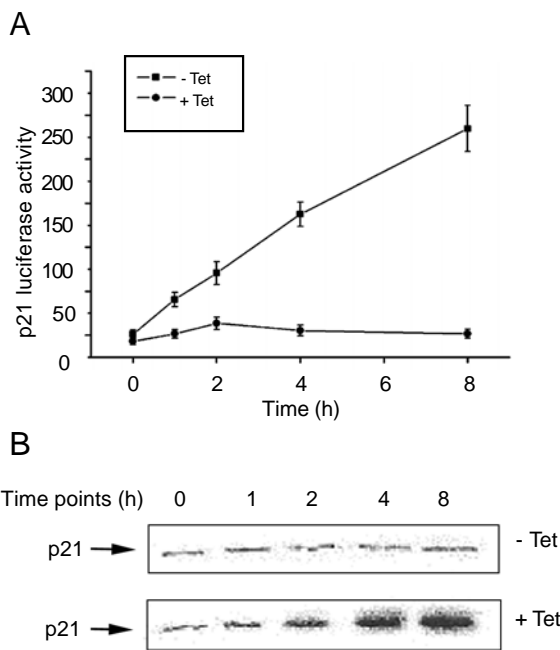 A
- Tet
+ Tet
300
250
200
150
100
50
0
p21 luciferase activity
0 2 4 6 8
Time (h)
B
Time points (h) 0 1 2 4 8
p21 - Tet
p21 + Tet